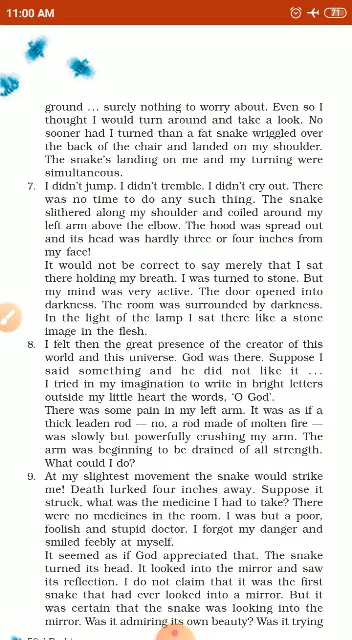 11:00 AM 71
ground ... surely nothing to worry about. Even so I
thought I would turn around and take a look. No
sooner had I turned than a fat snake wriggled over
the back of the chair and landed on my shoulder.
The snake's landing on me and my turning were
simultaneous.
7. I didn't jump. I didn't tremble. I didn't cry out. There
was no time to do any such thing. The snake
slithered along my shoulder and coiled around my
left arm above the elbow. The hood was spread out
and its head was hardly three or four inches from
my face!
It would not be correct to say merely that I sat
there holding my breath. I was turned to stone. But
my mind was very active. The door opened into
darkness. The room was surrounded by darkness.
In the light of the lamp I sat there like a stone
image in the flesh.
8. I felt then the great presence of the creator of this
world and this universe. God was there. Suppose I
said something and he did not like it ...
I tried in my imagination to write in bright letters
outside my little heart the words, ‘O God’.
There was some pain in my left arm. It was as if a
thick leaden rod — no, a rod made of molten fire —
was slowly but powerfully crushing my arm. The
arm was beginning to be drained of all strength.
What could I do?
9. At my slightest movement the snake would strike
me! Death lurked four inches away. Suppose it
struck, what was the medicine I had to take? There
were no medicines in the room. I was but a poor,
foolish and stupid doctor. I forgot my danger and
smiled feebly at myself.
It seemed as if God appreciated that. The snake
turned its head. It looked into the mirror and saw
its reflection. I do not claim that it was the first
snake that had ever looked into a mirror. But it
was certain that the snake was looking into the
mirror. Was it admiring its own beauty? Was it trying